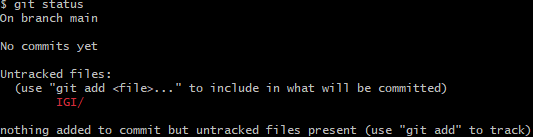 $ git status
On branch main
No commits yet
Untracked files:
(use "git add <file>..." to include in what will be committed)
IGI/
nothing added to commit but untracked files present (use "git add" to track)